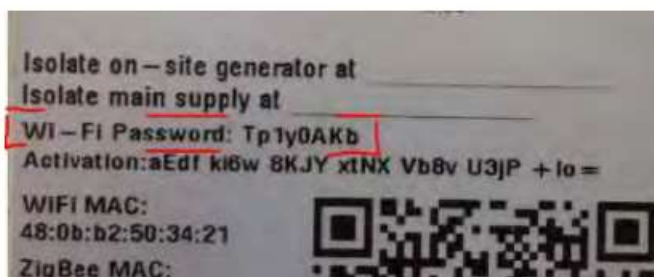 Isolate on – site generator at
Isolate main supply at
Wi – Fi Password: Tp1y0AKb
Activation:aEdf ki6w 8KJY xtNX Vb8v U3jP + lo =
WiFi MAC:
48:0b:b2:50:34:21
ZigBee MAC: